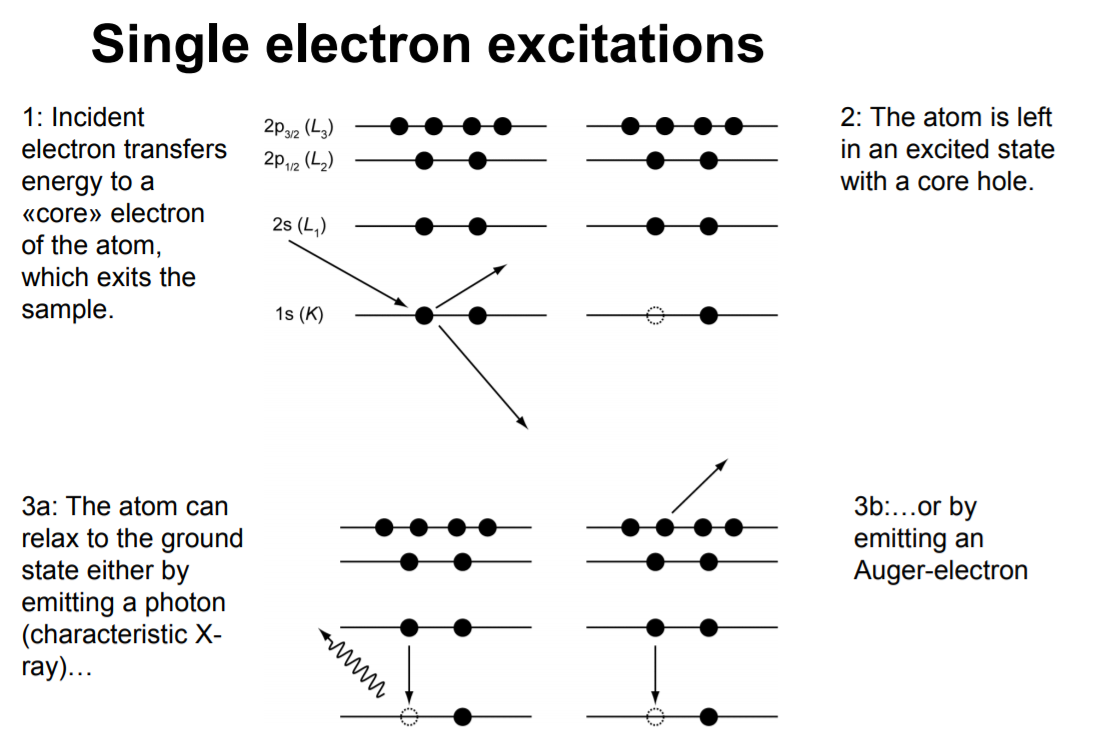 Single electron excitations
1: Incident
electron transfers
energy to a
«core» electron
of the atom,
which exits the
sample.
2p3/2 (L3)
2p1/2 (L2)
2s (L1)
1s (K)
2: The atom is left
in an excited state
with a core hole.
3a: The atom can
relax to the ground
state either by
emitting a photon
(characteristic X-
ray)…
3b:…or by
emitting an
Auger-electron